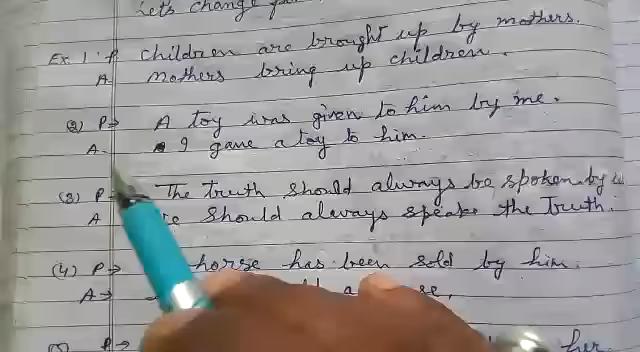 Lets change
Ex. 1. P Children are brought up by mothers.
A. Mothers bring up children.
(2) P→ A toy was given to him by me.
A. I gave a toy to him.
(3) P→ The truth should always be spoken by
A should always speak the truth.
(4) P→ horse has been sold by him.
A→
(5) P→ her.